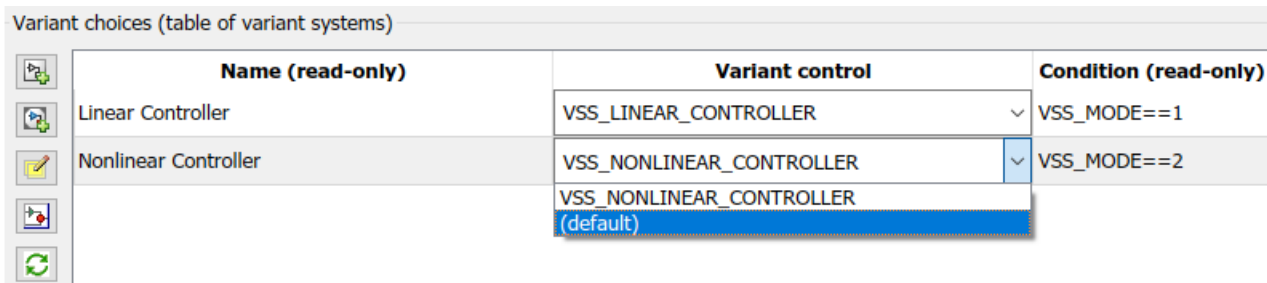 Variant choices (table of variant systems)
Name (read-only) Variant control Condition (read-only)
Linear Controller VSS_LINEAR_CONTROLLER VSS_MODE==1
Nonlinear Controller VSS_NONLINEAR_CONTROLLER VSS_MODE==2
VSS_NONLINEAR_CONTROLLER
(default)